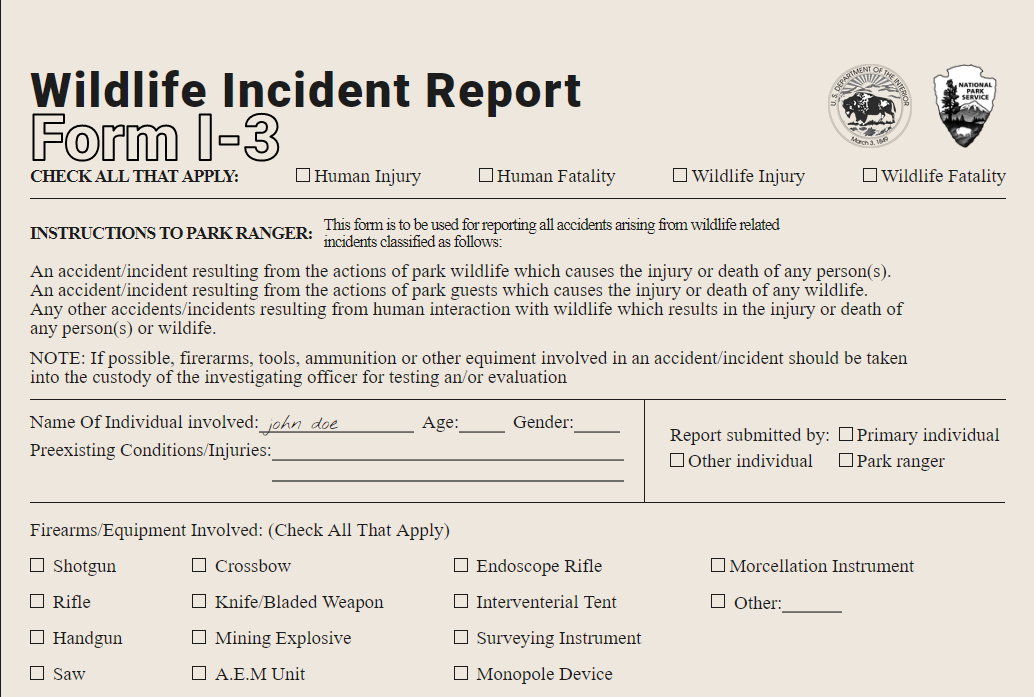 Wildlife Incident Report
Form I-3
U.S. DEPARTMENT OF THE INTERIOR
March 3, 1849
NATIONAL
PARK
SERVICE
CHECK ALL THAT APPLY: ☐ Human Injury ☐ Human Fatality ☐ Wildlife Injury ☐ Wildlife Fatality
INSTRUCTIONS TO PARK RANGER: This form is to be used for reporting all accidents arising from wildlife related
incidents classified as follows:
An accident/incident resulting from the actions of park wildlife which causes the injury or death of any person(s).
An accident/incident resulting from the actions of park guests which causes the injury or death of any wildlife.
Any other accidents/incidents resulting from human interaction with wildlife which results in the injury or death of
any person(s) or wildife.
NOTE: If possible, firerarms, tools, ammunition or other equiment involved in an accident/incident should be taken
into the custody of the investigating officer for testing an/or evaluation
Name Of Individual involved: john doe Age: Gender:
Preexisting Conditions/Injuries:
Report submitted by: ☐ Primary individual
☐ Other individual ☐ Park ranger
Firearms/Equipment Involved: (Check All That Apply)
☐ Shotgun ☐ Crossbow ☐ Endoscope Rifle ☐ Morcellation Instrument
☐ Rifle ☐ Knife/Bladed Weapon ☐ Interventerial Tent ☐ Other:
☐ Handgun ☐ Mining Explosive ☐ Surveying Instrument
☐ Saw ☐ A.E.M Unit ☐ Monopole Device